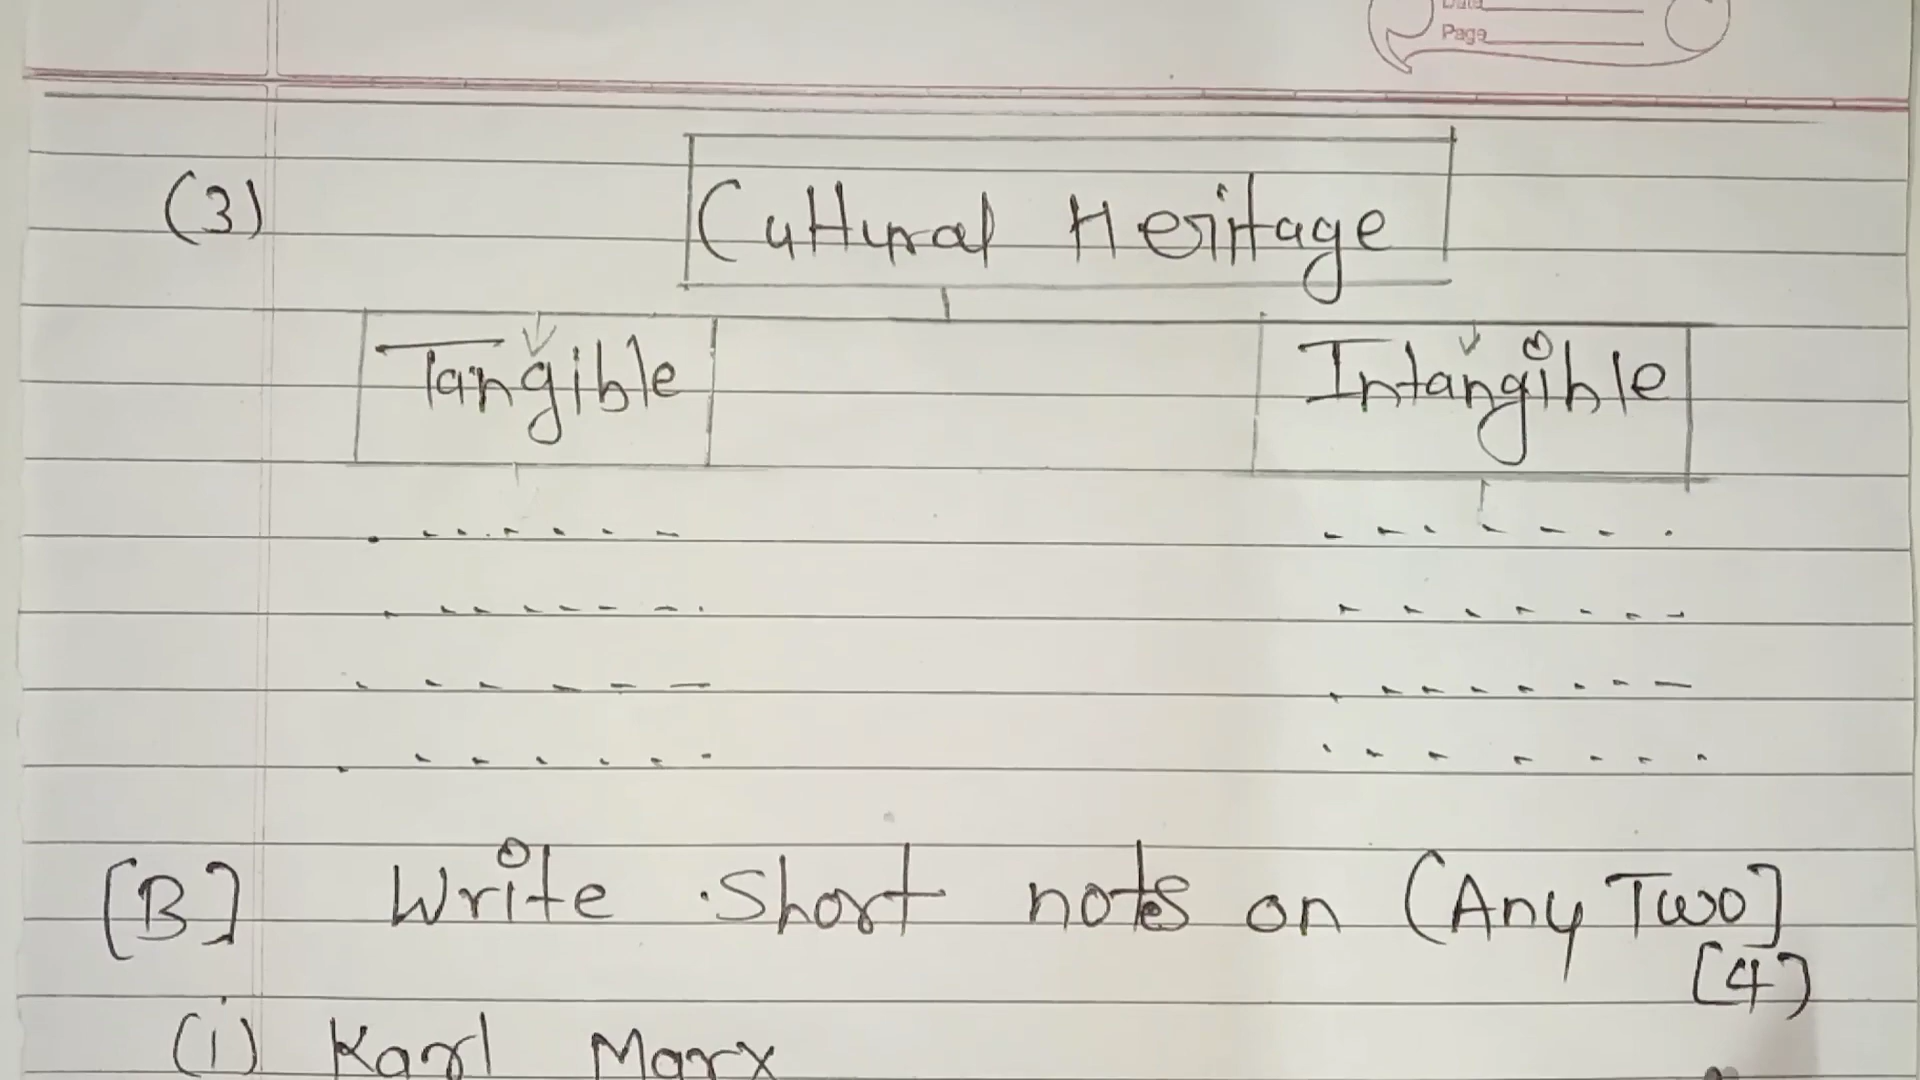 Page
(3)
Cultural Heritage
Tangible
Intangible
[B] Write Short notes on (Any Two]
[4]
(i) Karl Marx